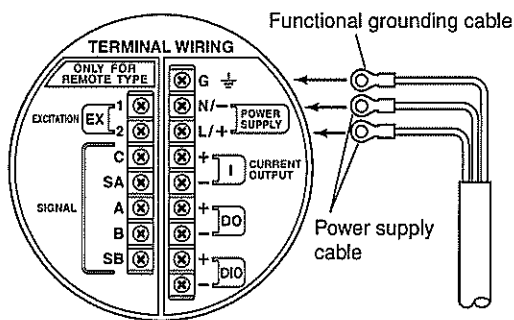 Functional grounding cable
TERMINAL WIRING
ONLY FOR
REMOTE TYPE
G
EXCITATION EX 1
2
N/−
L/+
POWER
SUPPLY
C
SA
A
B
SB
SIGNAL
+
−
I
CURRENT
OUTPUT
+
−
DO
+
−
DIO
Power supply
cable